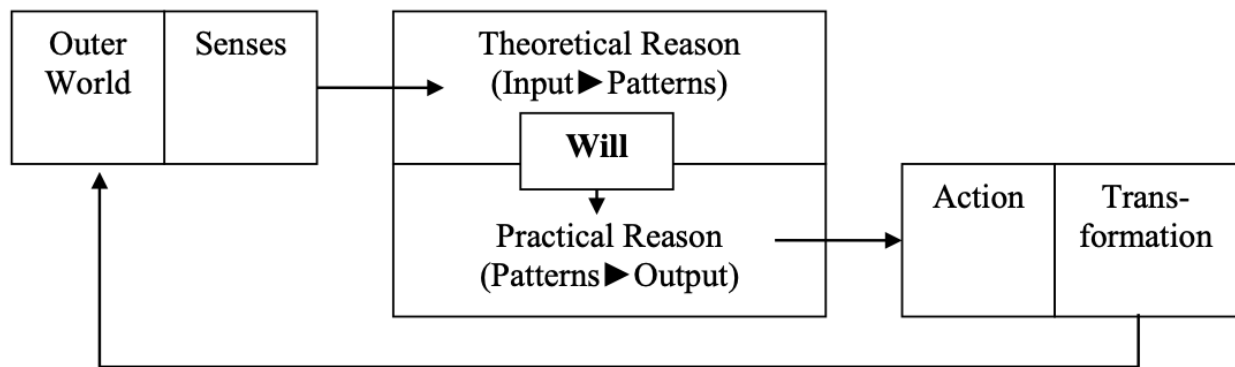 Outer
World
Senses
Theoretical Reason
(Input►Patterns)
Will
Practical Reason
(Patterns►Output)
Action
Trans-
formation